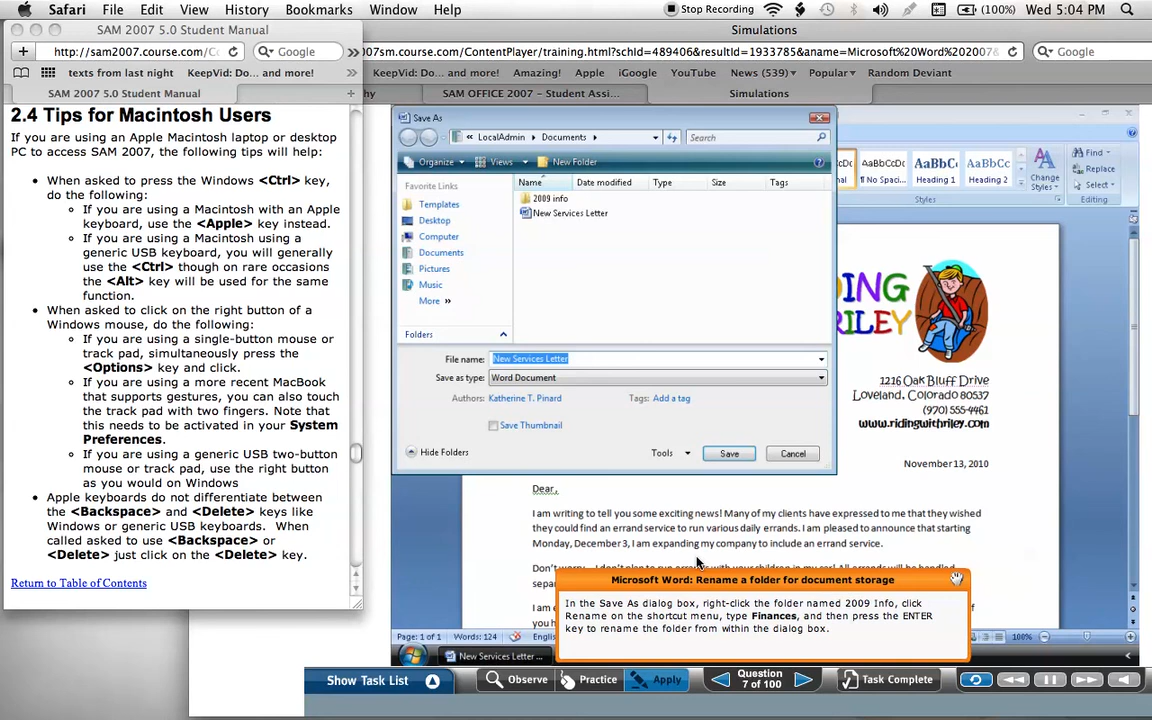 Safari File Edit View History Bookmarks Window Help Stop Recording (100%) Wed 5:04 PM
SAM 2007 5.0 Student Manual
http://sam2007.course.com/C Google
texts from last night KeepVid: Do... and more!
SAM 2007 5.0 Student Manual
2.4 Tips for Macintosh Users
If you are using an Apple Macintosh laptop or desktop
PC to access SAM 2007, the following tips will help:
When asked to press the Windows <Ctrl> key,
do the following:
If you are using a Macintosh with an Apple
keyboard, use the <Apple> key instead.
If you are using a Macintosh using a
generic USB keyboard, you will generally
use the <Ctrl> though on rare occasions
the <Alt> key will be used for the same
function.
When asked to click on the right button of a
Windows mouse, do the following:
If you are using a single-button mouse or
track pad, simultaneously press the
<Options> key and click.
If you are using a more recent MacBook
that supports gestures, you can also touch
the track pad with two fingers. Note that
this needs to be activated in your System
Preferences.
If you are using a generic USB two-button
mouse or track pad, use the right button
as you would on Windows
Apple keyboards do not differentiate between
the <Backspace> and <Delete> keys like
Windows or generic USB keyboards. When
called asked to use <Backspace> or
<Delete> just click on the <Delete> key.
Return to Table of Contents
Simulations
007sm.course.com/ContentPlayer/training.html?schId=489406&resultId=1933785&aname=Microsoft%20Word%202007& Google
KeepVid: Do... and more! Amazing! Apple iGoogle YouTube News (539) Popular Random Deviant
hy SAM OFFICE 2007 - Student Assi... Simulations
Save As
LocalAdmin Documents Search
Organize Views New Folder
Favorite Links
Templates
Desktop
Computer
Documents
Pictures
Music
More »
Folders
Name Date modified Type Size Tags
2009 info
New Services Letter
File name: New Services Letter
Save as type: Word Document
Authors: Katherine T. Pinard Tags: Add a tag
Save Thumbnail
Hide Folders Tools Save Cancel
AaBbC AaBbCc
¶ No Spaci... Heading 1 Heading 2
Change
Styles
Styles
Find
Replace
Select
Editing
DING
RILEY
1216 Oak Bluff Drive
Loveland, Colorado 80537
(970) 555-4461
www.ridingwithriley.com
November 13, 2010
Dear,
I am writing to tell you some exciting news! Many of my clients have expressed to me that they wished
they could find an errand service to run various daily errands. I am pleased to announce that starting
Monday, December 3, I am expanding my company to include an errand service.
Microsoft Word: Rename a folder for document storage
In the Save As dialog box, right-click the folder named 2009 Info, click
Rename on the shortcut menu, type Finances, and then press the ENTER
key to rename the folder from within the dialog box.
Page: 1 of 1 Words: 124 English 100%
New Services Letter ...
Show Task List Observe Practice Apply Question
7 of 100 Task Complete